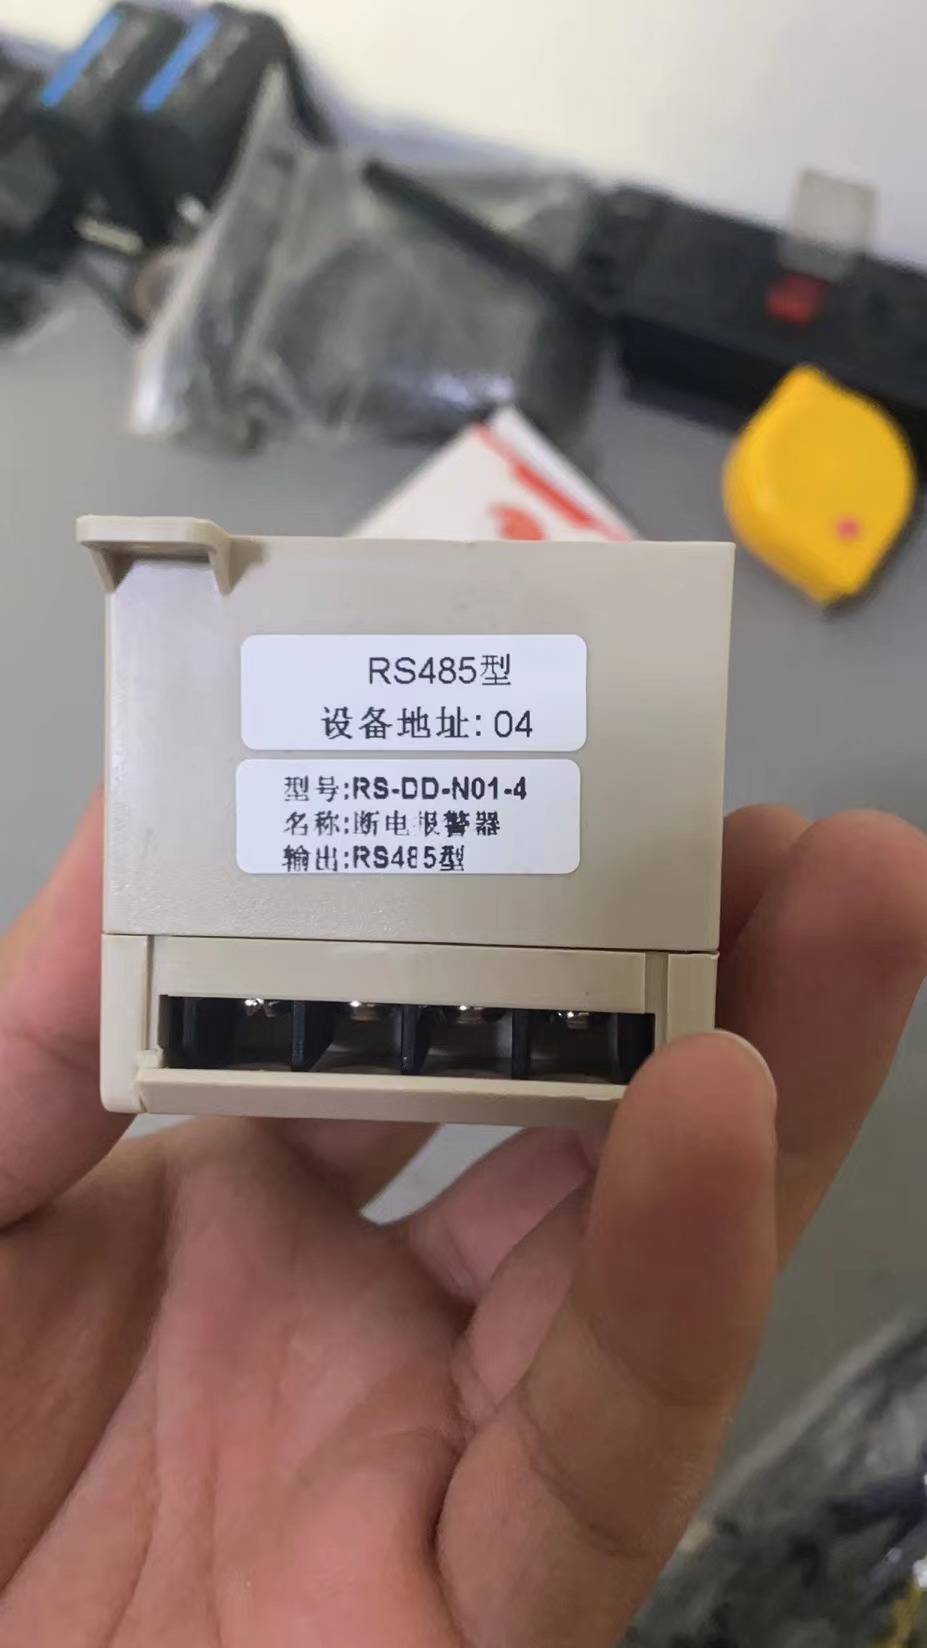 RS485型
设备地址: 04
型号:RS-DD-N01-4
名称:断电报警器
输出:RS485型